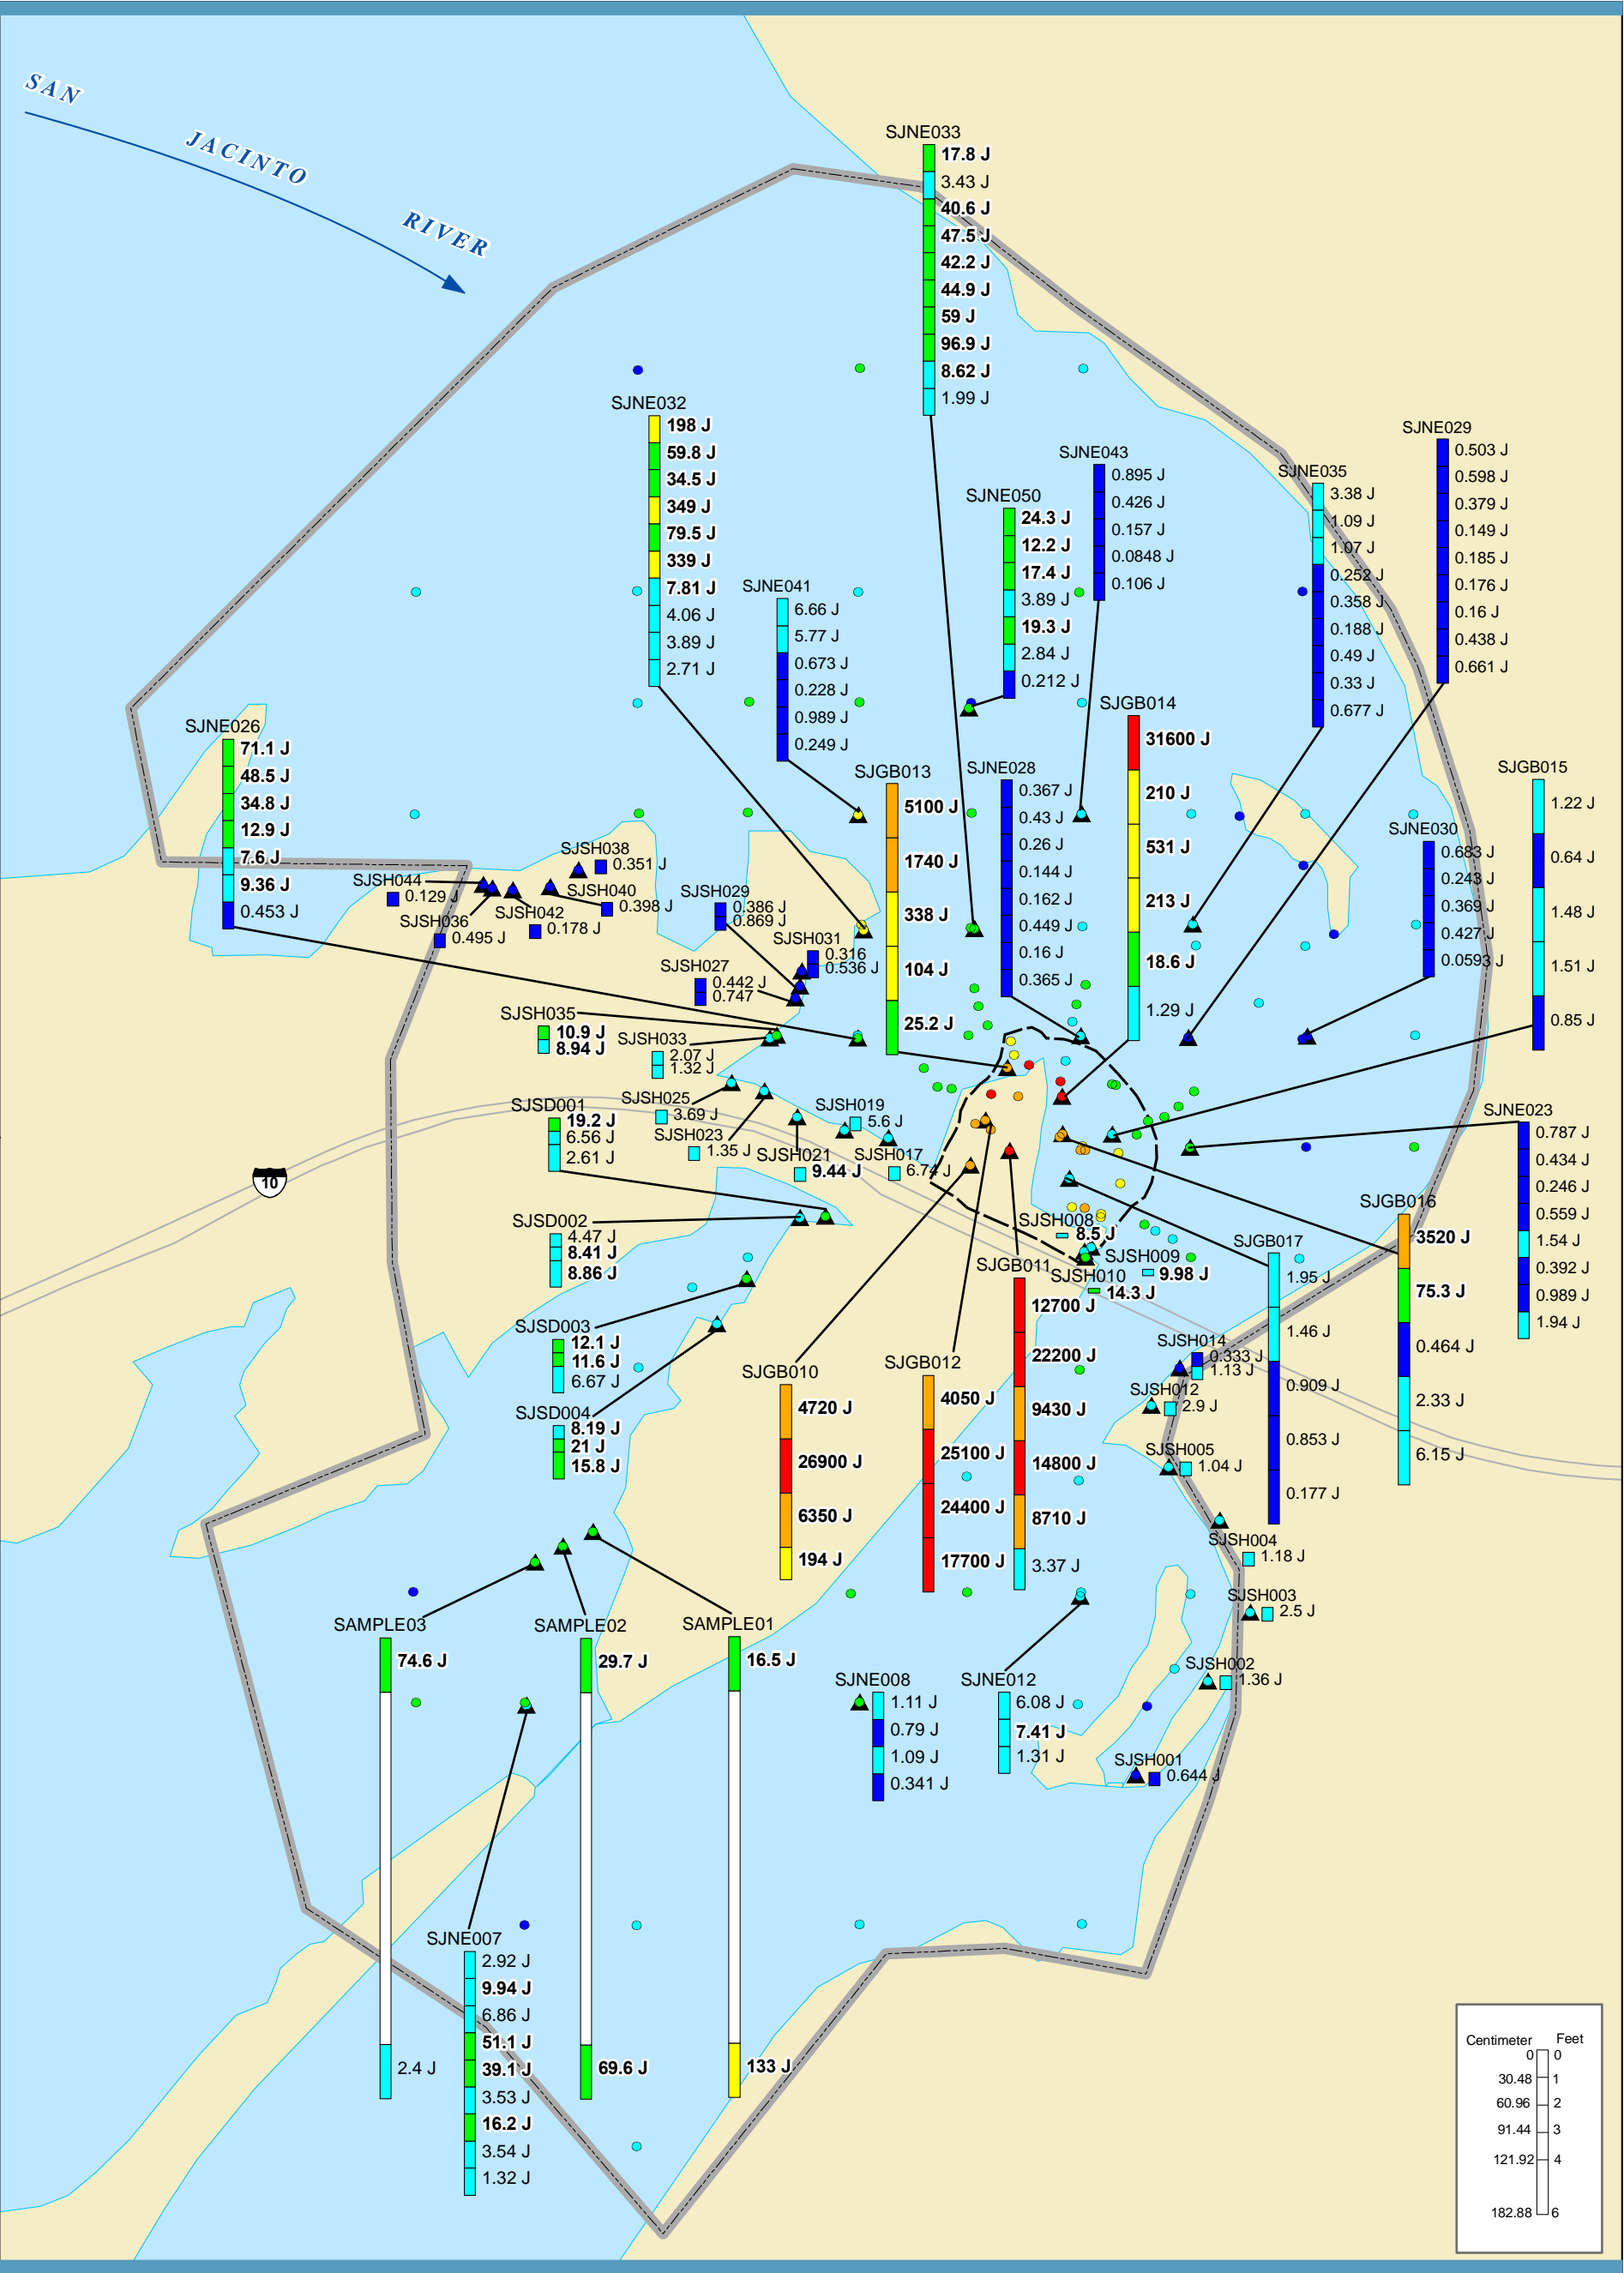 SAN
JACINTO
RIVER
SJNE033
17.8 J
3.43 J
40.6 J
47.5 J
42.2 J
44.9 J
59 J
96.9 J
8.62 J
1.99 J
SJNE032
198 J
59.8 J
34.5 J
349 J
79.5 J
339 J
7.81 J
4.06 J
3.89 J
2.71 J
SJNE041
6.66 J
5.77 J
0.673 J
0.228 J
0.989 J
0.249 J
SJNE050
24.3 J
12.2 J
17.4 J
3.89 J
19.3 J
2.84 J
0.212 J
SJNE043
0.895 J
0.426 J
0.157 J
0.0848 J
0.106 J
SJNE035
3.38 J
1.09 J
1.07 J
0.252 J
0.358 J
0.188 J
0.49 J
0.33 J
0.677 J
SJNE029
0.503 J
0.598 J
0.379 J
0.149 J
0.185 J
0.176 J
0.16 J
0.438 J
0.661 J
SJNE026
71.1 J
48.5 J
34.8 J
12.9 J
7.6 J
9.36 J
0.453 J
SJGB013
5100 J
1740 J
338 J
104 J
25.2 J
SJNE028
0.367 J
0.43 J
0.26 J
0.144 J
0.162 J
0.449 J
0.16 J
0.365 J
SJGB014
31600 J
210 J
531 J
213 J
18.6 J
1.29 J
SJGB015
1.22 J
0.64 J
1.48 J
1.51 J
0.85 J
SJNE030
0.683 J
0.243 J
0.369 J
0.427 J
0.0593 J
SJSH038
0.351 J
SJSH044
0.129 J
SJSH040
0.398 J
SJSH036
0.495 J
SJSH042
0.178 J
SJSH029
0.386 J
0.869 J
SJSH031
0.316
0.536 J
SJSH027
0.442 J
0.747
SJSH035
10.9 J
8.94 J
SJSH033
2.07 J
1.32 J
SJSH025
3.69 J
SJSH023
1.35 J
SJSH021
9.44 J
SJSH019
5.6 J
SJSH017
6.74 J
SJSD001
19.2 J
6.56 J
2.61 J
10
SJSD002
4.47 J
8.41 J
8.86 J
SJSD003
12.1 J
11.6 J
6.67 J
SJSD004
8.19 J
21 J
15.8 J
SJNE023
0.787 J
0.434 J
0.246 J
0.559 J
1.54 J
0.392 J
0.989 J
1.94 J
SJGB016
3520 J
75.3 J
0.464 J
2.33 J
6.15 J
SJGB017
1.95 J
1.46 J
0.909 J
0.853 J
0.177 J
SJSH008
8.5 J
SJSH009
9.98 J
SJSH010
14.3 J
SJGB011
12700 J
22200 J
9430 J
14800 J
8710 J
3.37 J
SJGB012
4050 J
25100 J
24400 J
17700 J
SJGB010
4720 J
26900 J
6350 J
194 J
SJSH014
0.333 J
1.13 J
SJSH012
2.9 J
SJSH005
1.04 J
SJSH004
1.18 J
SJSH003
2.5 J
SJSH002
1.36 J
SJSH001
0.644 J
SAMPLE03
74.6 J
2.4 J
SAMPLE02
29.7 J
69.6 J
SAMPLE01
16.5 J
133 J
SJNE008
1.11 J
0.79 J
1.09 J
0.341 J
SJNE012
6.08 J
7.41 J
1.31 J
SJNE007
2.92 J
9.94 J
6.86 J
51.1 J
39.1 J
3.53 J
16.2 J
3.54 J
1.32 J
Centimeter Feet
0 0
30.48 1
60.96 2
91.44 3
121.92 4
182.88 6